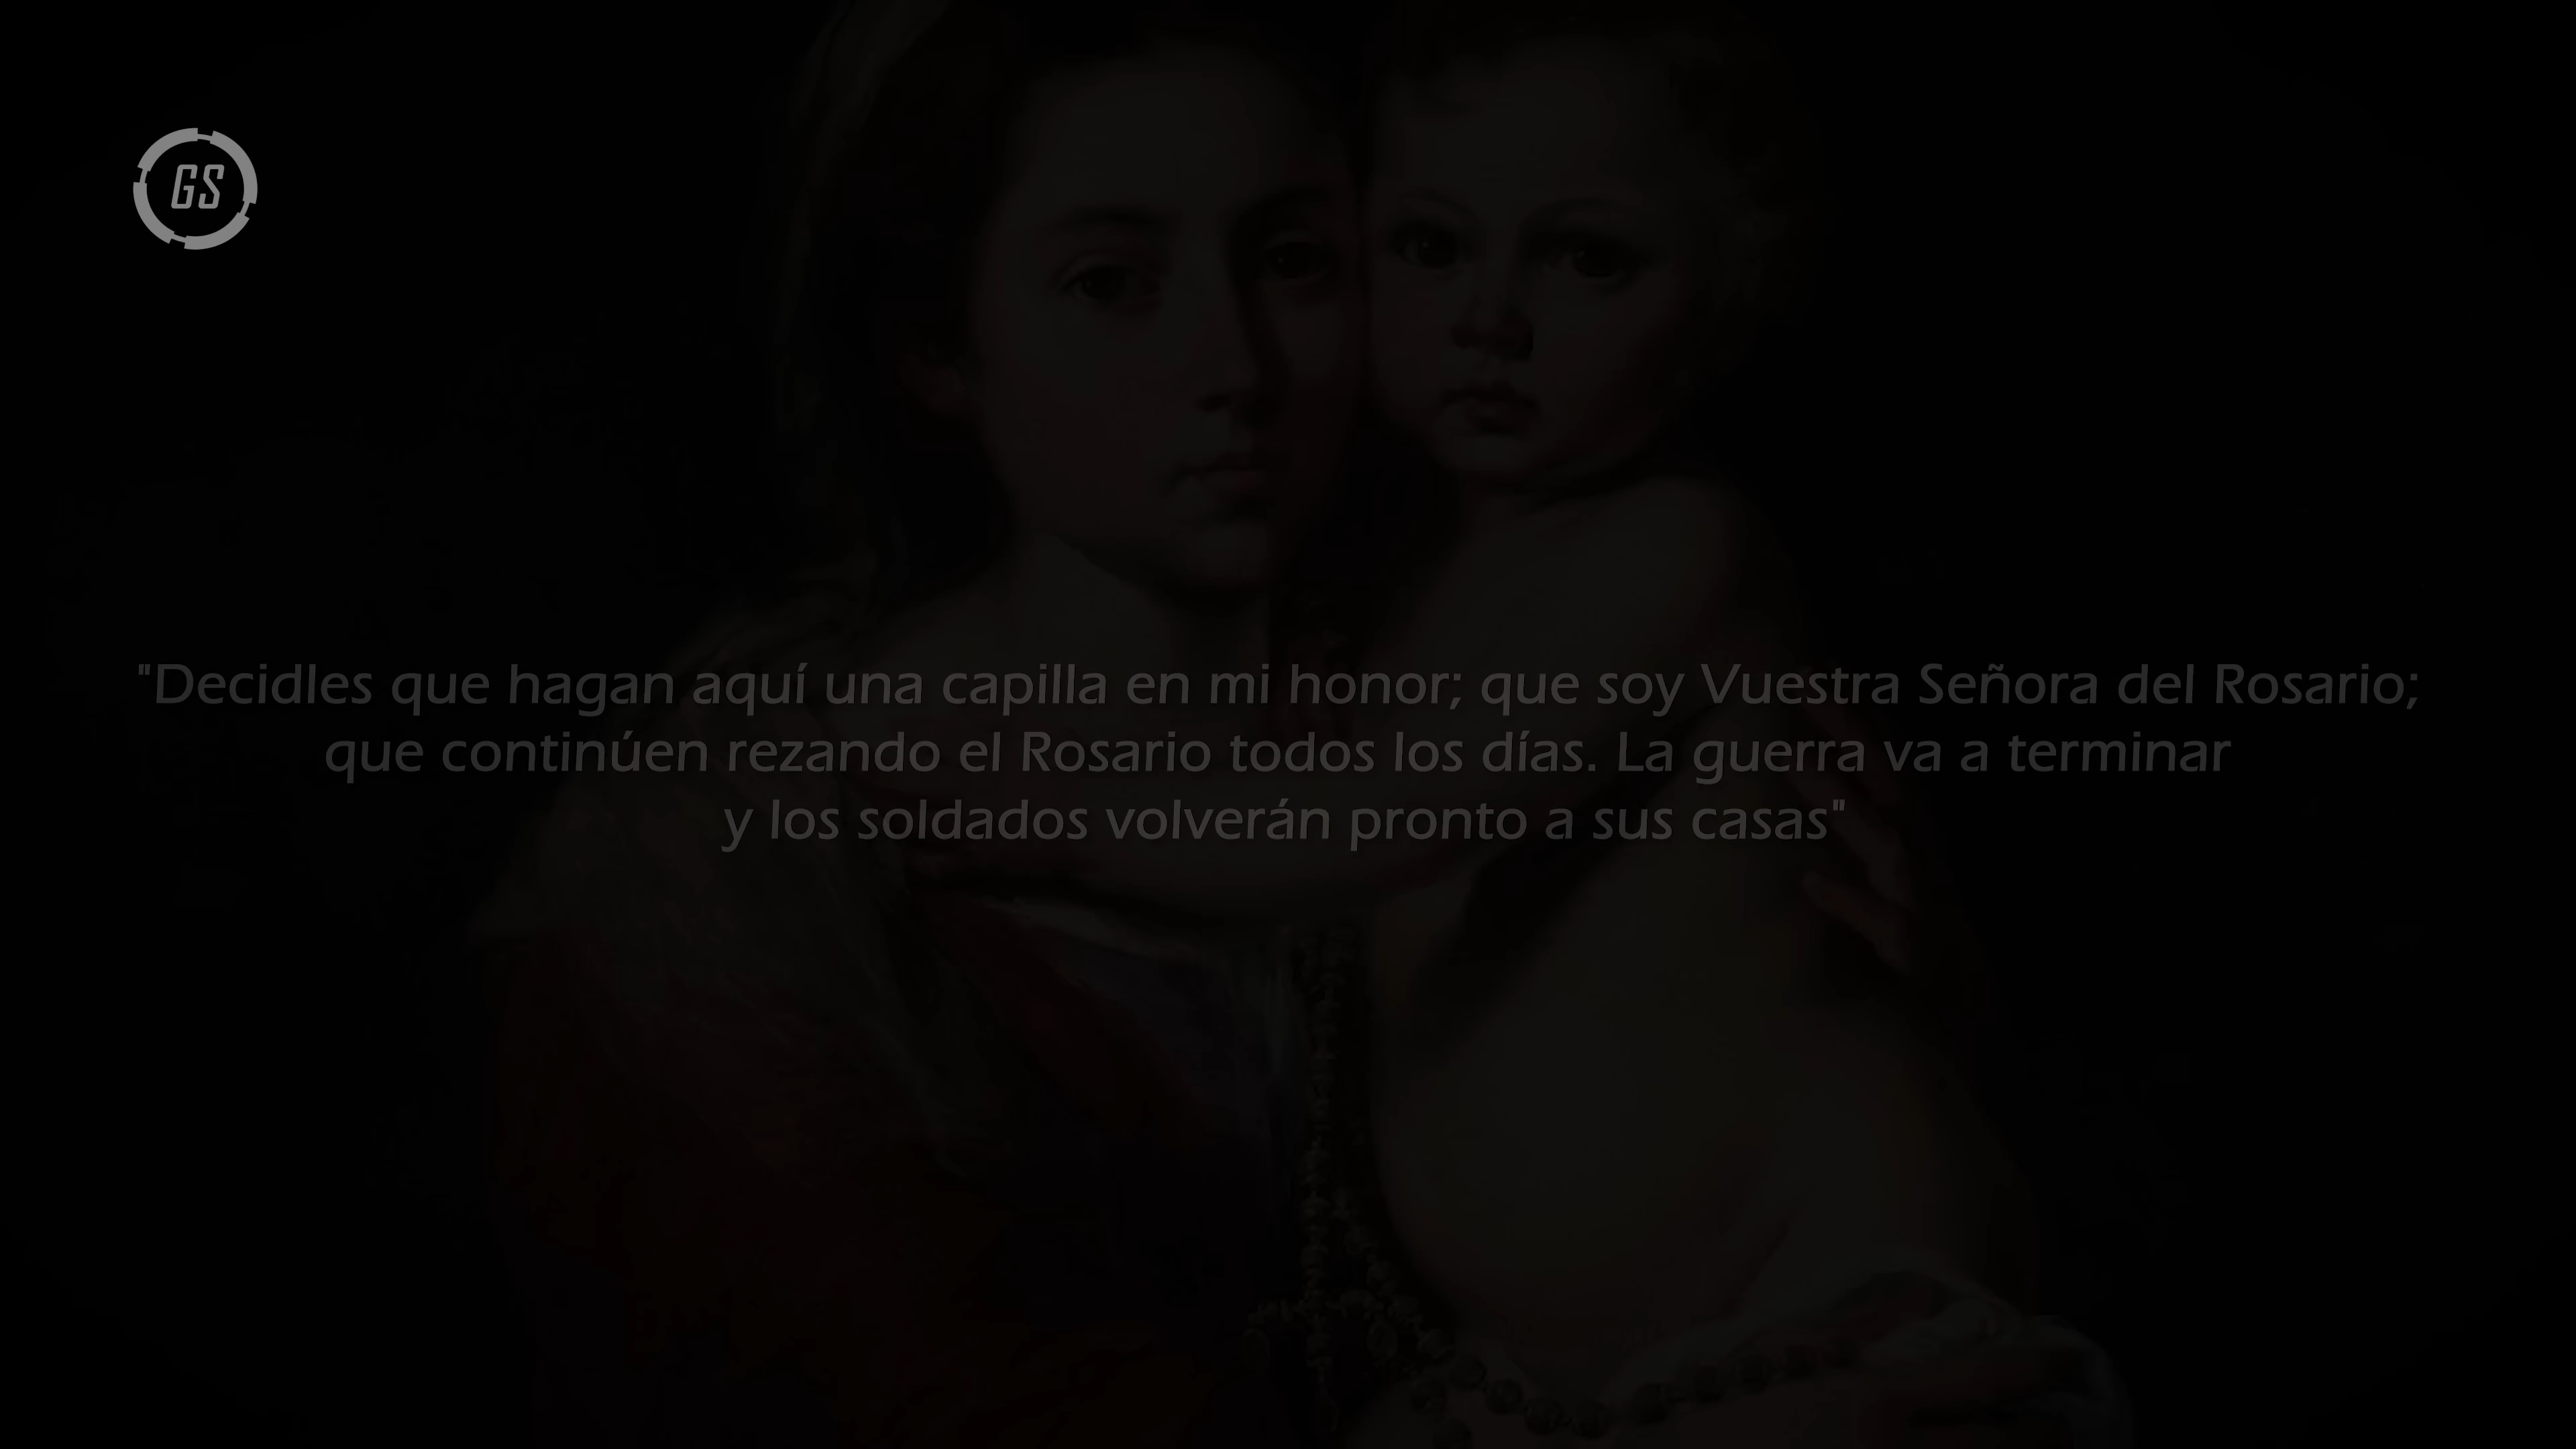 GS
"Decidles que hagan aquí una capilla en mi honor; que soy Vuestra Señora del Rosario;
que continúen rezando el Rosario todos los días. La guerra va a terminar
y los soldados volverán pronto a sus casas"